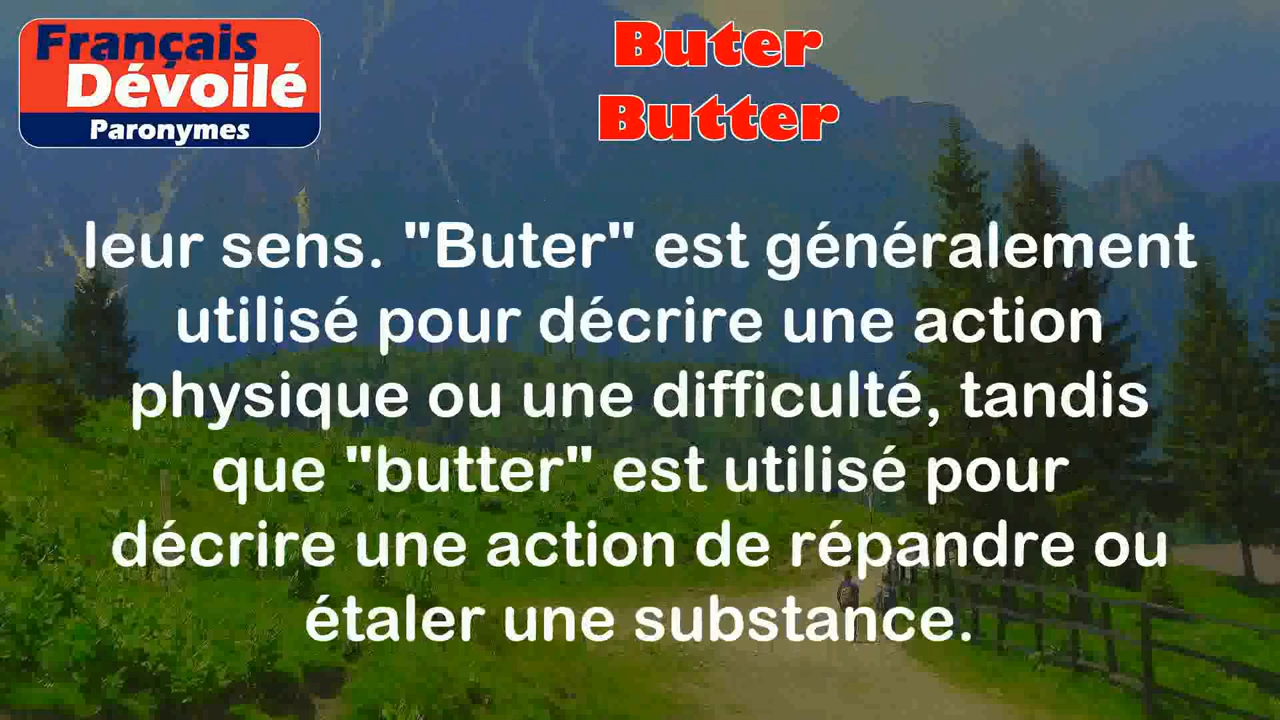 Français
Dévoilé
Paronymes
Buter
Butter
leur sens. "Buter" est généralement
utilisé pour décrire une action
physique ou une difficulté, tandis
que "butter" est utilisé pour
décrire une action de répandre ou
étaler une substance.